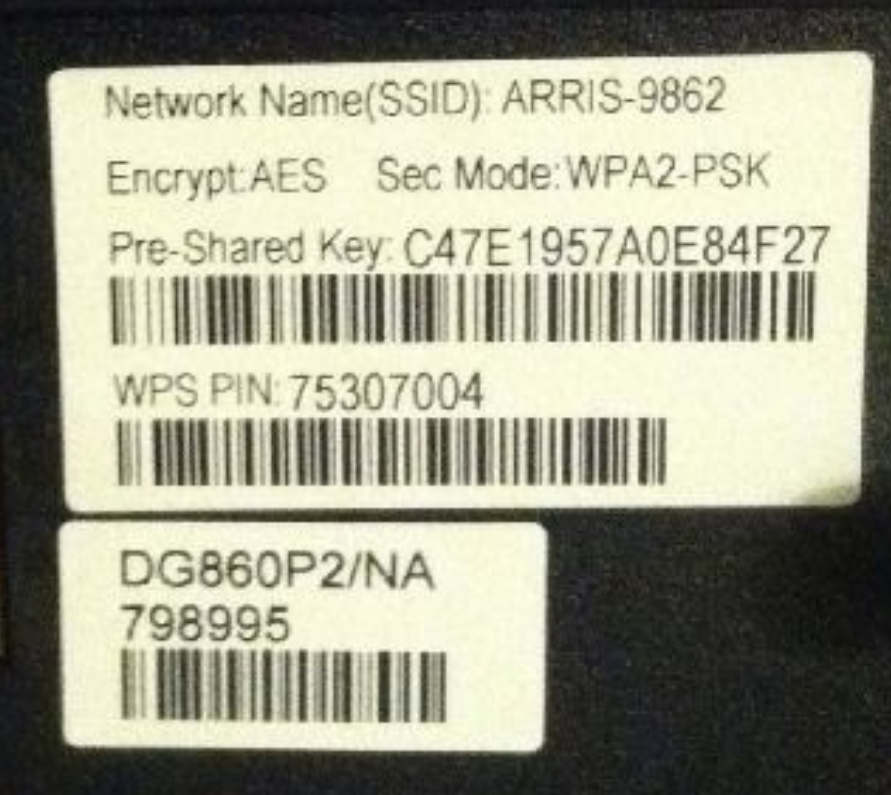 Network Name(SSID): ARRIS-9862
Encrypt:AES Sec Mode:WPA2-PSK
Pre-Shared Key: C47E1957A0E84F27
WPS PIN: 75307004
DG860P2/NA
798995